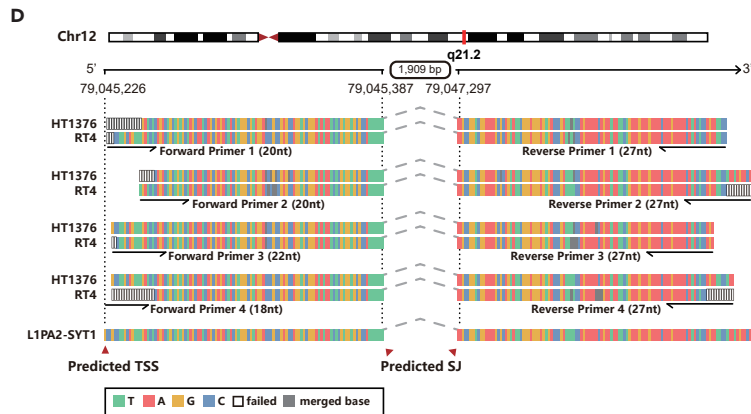 D
Chr12
q21.2
5’ 1,909 bp 3’
79,045,226 79,045,387 79,047,297
HT1376
RT4
Forward Primer 1 (20nt) Reverse Primer 1 (27nt)
HT1376
RT4
Forward Primer 2 (20nt) Reverse Primer 2 (27nt)
HT1376
RT4
Forward Primer 3 (22nt) Reverse Primer 3 (27nt)
HT1376
RT4
Forward Primer 4 (18nt) Reverse Primer 4 (27nt)
L1PA2-SYT1
Predicted TSS Predicted SJ
T A G C failed merged base